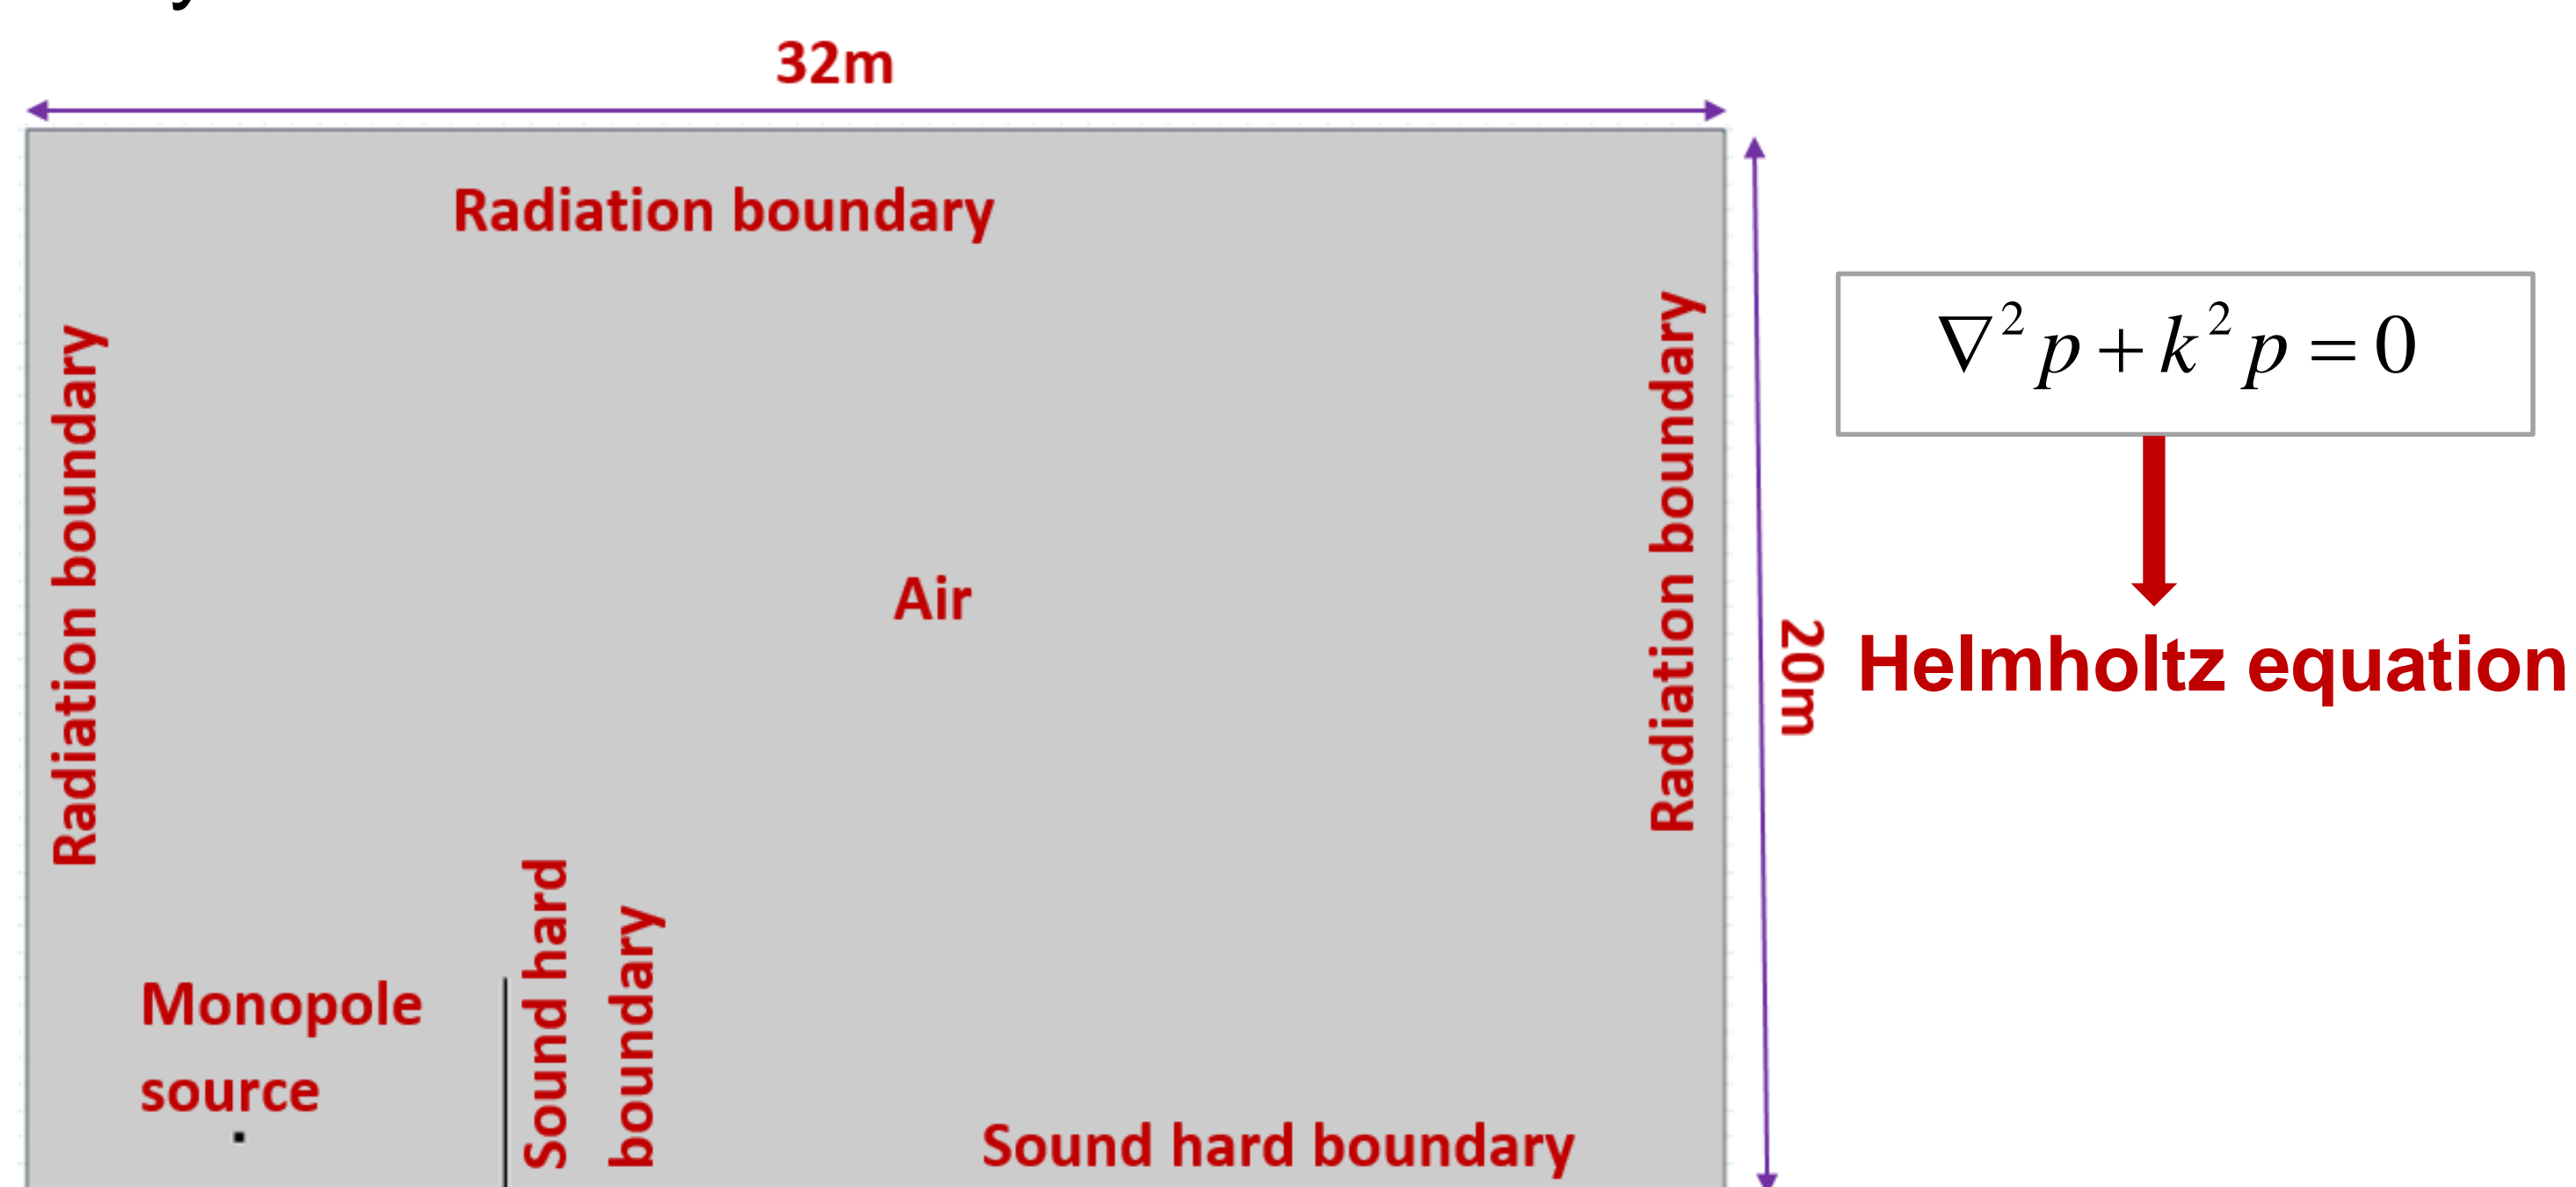 32m
Radiation boundary
Radiation boundary
Radiation boundary
∇²p + k²p = 0
Air
20m
Helmholtz equation
Monopole
source
Sound hard
boundary
Sound hard boundary